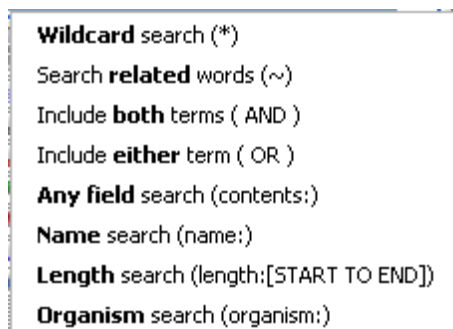 Wildcard search (*)
Search related words (~)
Include both terms ( AND )
Include either term ( OR )
Any field search (contents:)
Name search (name:)
Length search (length:[START TO END])
Organism search (organism:)